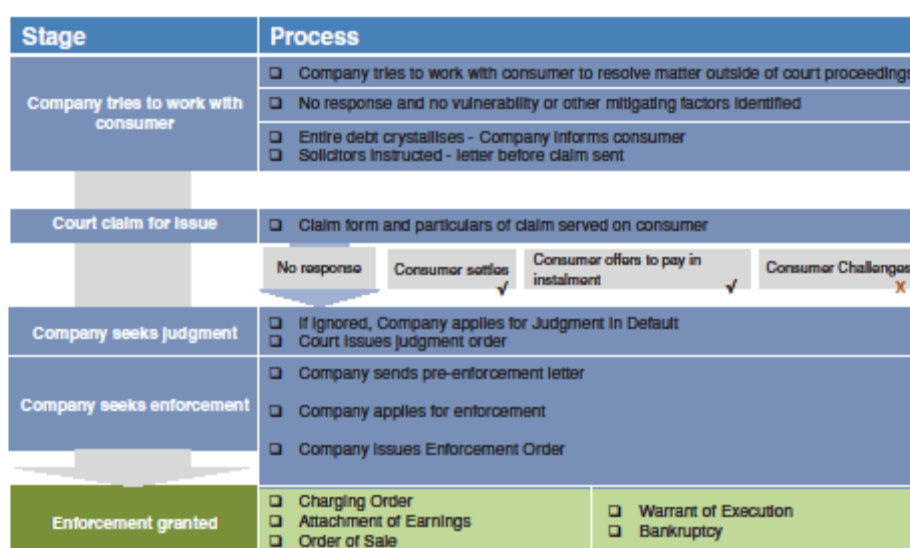 Stage
Process
Company tries to work with
consumer
❑ Company tries to work with consumer to resolve matter outside of court proceedings
❑ No response and no vulnerability or other mitigating factors identified
❑ Entire debt crystallises - Company informs consumer
❑ Solicitors instructed - letter before claim sent
Court claim for issue
❑ Claim form and particulars of claim served on consumer
No response
Consumer settles
√
Consumer offers to pay in
instalment
√
Consumer Challenges
X
Company seeks judgment
❑ If ignored, Company applies for Judgment in Default
❑ Court issues judgment order
Company seeks enforcement
❑ Company sends pre-enforcement letter
❑ Company applies for enforcement
❑ Company issues Enforcement Order
Enforcement granted
❑ Charging Order
❑ Attachment of Earnings
❑ Order of Sale
❑ Warrant of Execution
❑ Bankruptcy